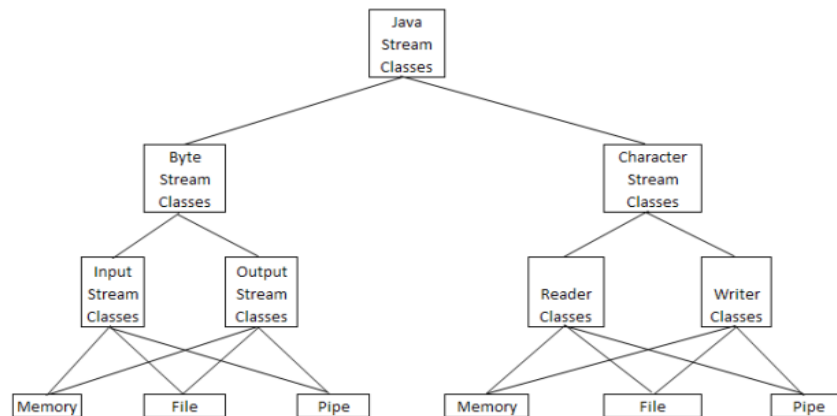 Java
Stream
Classes
Byte
Stream
Classes
Character
Stream
Classes
Input
Stream
Classes
Output
Stream
Classes
Reader
Classes
Writer
Classes
Memory
File
Pipe
Memory
File
Pipe